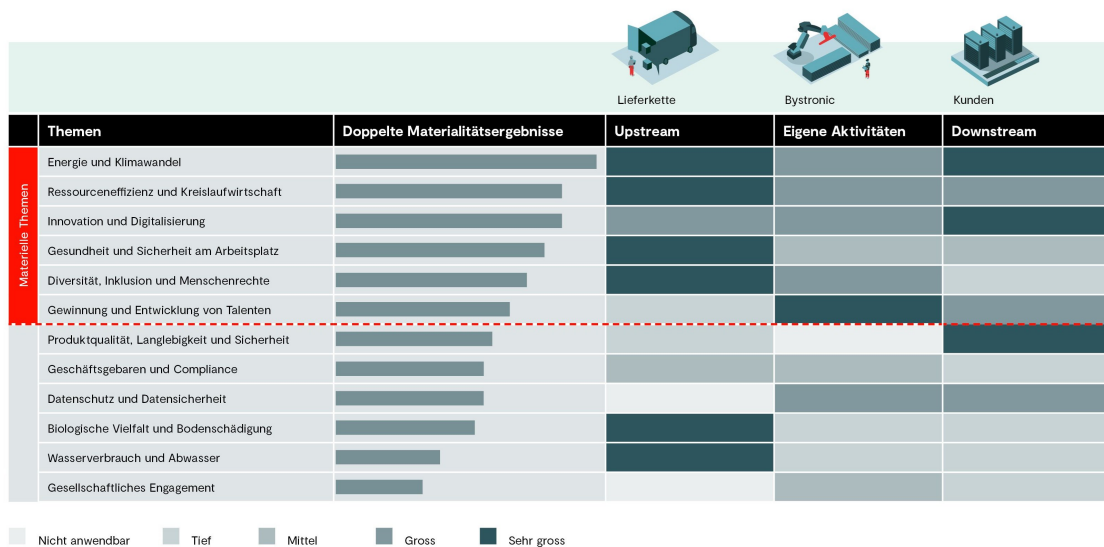 Lieferkette
Bystronic
Kunden
Themen
Doppelte Materialitätsergebnisse
Upstream
Eigene Aktivitäten
Downstream
Materielle Themen
Energie und Klimawandel
Ressourceneffizienz und Kreislaufwirtschaft
Innovation und Digitalisierung
Gesundheit und Sicherheit am Arbeitsplatz
Diversität, Inklusion und Menschenrechte
Gewinnung und Entwicklung von Talenten
Produktqualität, Langlebigkeit und Sicherheit
Geschäftsgebaren und Compliance
Datenschutz und Datensicherheit
Biologische Vielfalt und Bodenschädigung
Wasserverbrauch und Abwasser
Gesellschaftliches Engagement
Nicht anwendbar
Tief
Mittel
Gross
Sehr gross